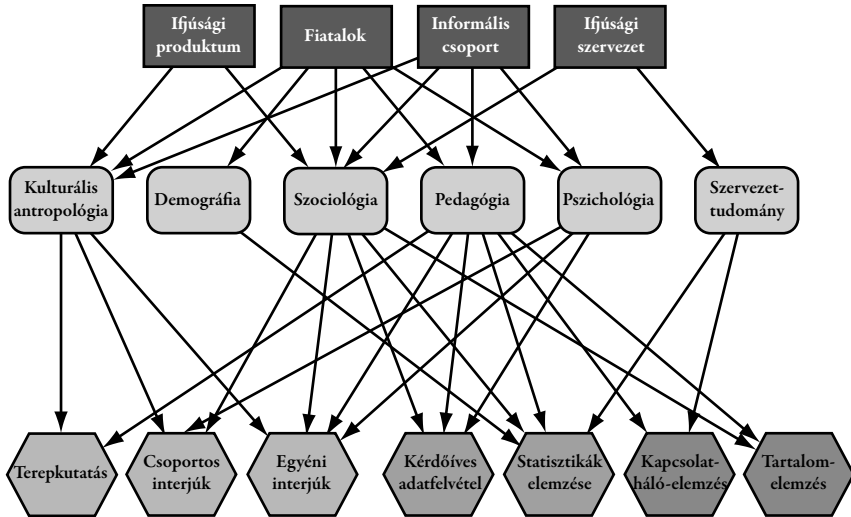 Ifjúsági
produktum
Fiatalok
Informális
csoport
Ifjúsági
szervezet
Kulturális
antropológia
Demográfia
Szociológia
Pedagógia
Pszichológia
Szervezet-
tudomány
Terepkutatás
Csoportos
interjúk
Egyéni
interjúk
Kérdőíves
adatfelvétel
Statisztikák
elemzése
Kapcsolat-
háló-elemzés
Tartalom-
elemzés